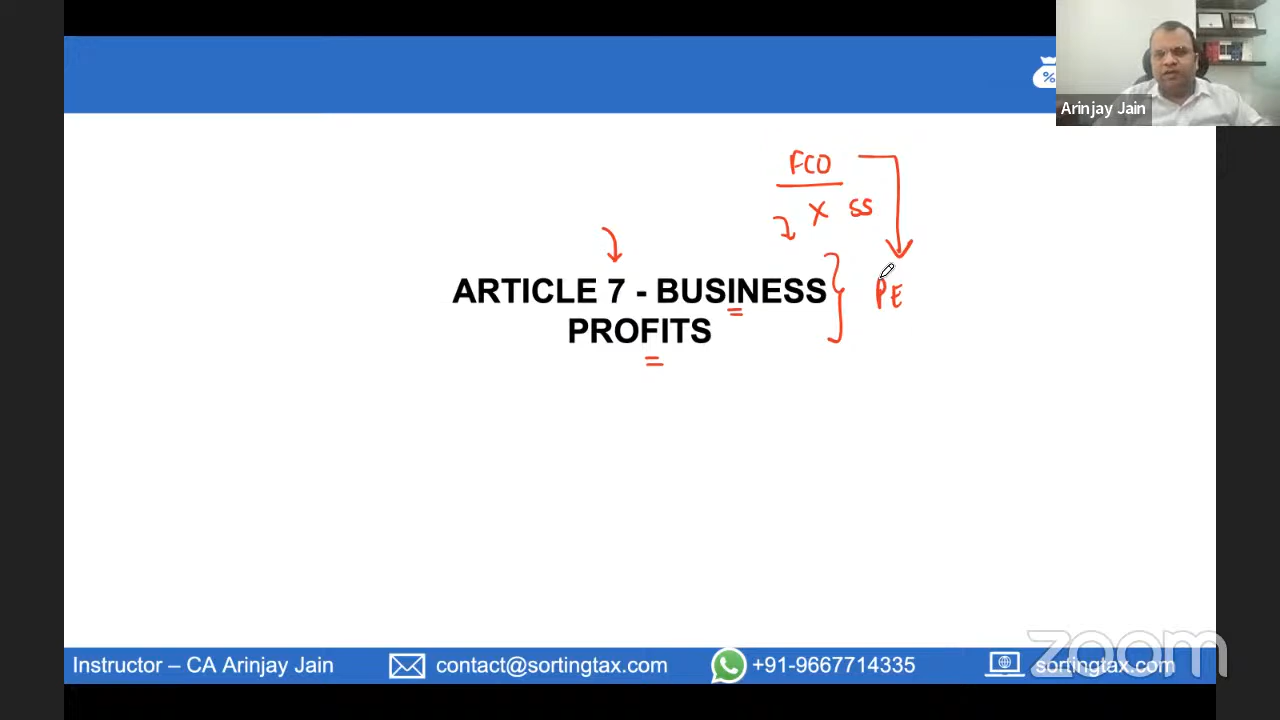 %
Arinjay Jain
FCO
X SS
ARTICLE 7 - BUSINESS
PROFITS
PE
Instructor – CA Arinjay Jain
contact@sortingtax.com
+91-9667714335
sortingtax.com
zoom